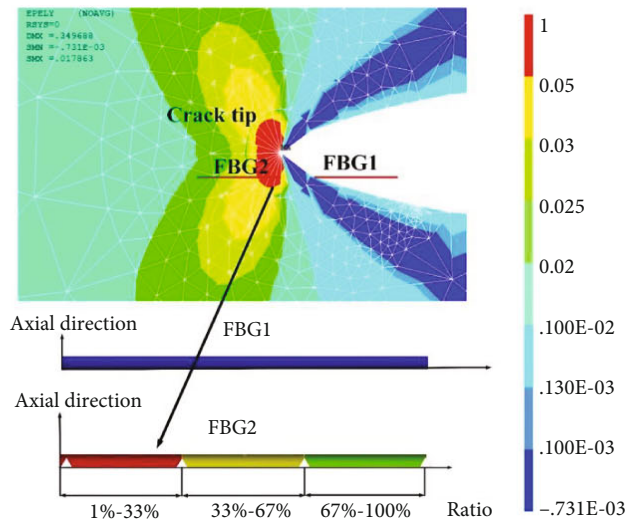 EPELY (NOAVG)
RSYS=0
DMX =.349688
SMN =-.731E-03
SMX =.017863
Crack tip
FBG2
FBG1
1
0.05
0.03
0.025
0.02
.100E-02
.130E-03
.100E-03
–.731E-03
Axial direction
FBG1
Axial direction
FBG2
1%-33%
33%-67%
67%-100%
Ratio